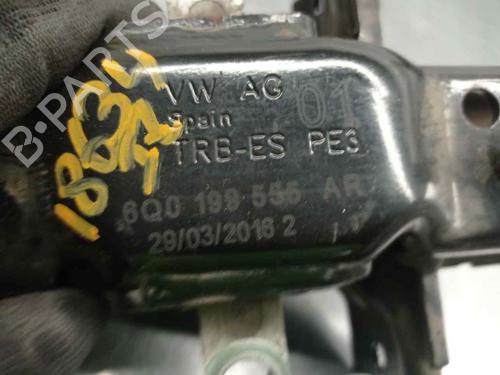 VW AG
Spain 01
TRB-ES PE3
6Q0 199 555 AR
29/03/2016 2
B-PARTS